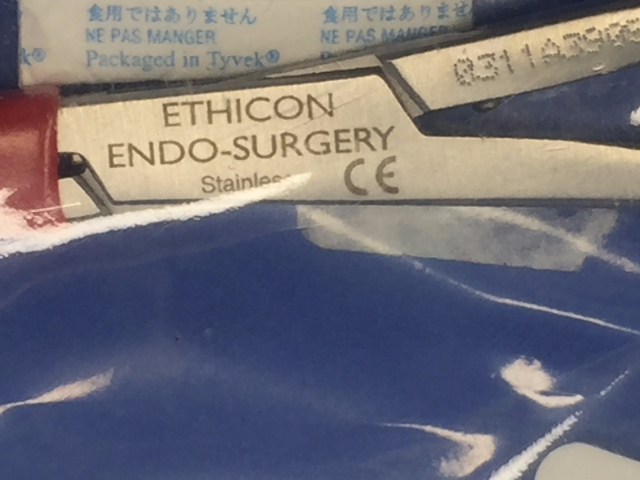 食用ではありません 食用ではありませ
NE PAS MANGER NE PAS MANGER
Packaged in Tyvek®
ETHICON
ENDO-SURGERY
CE